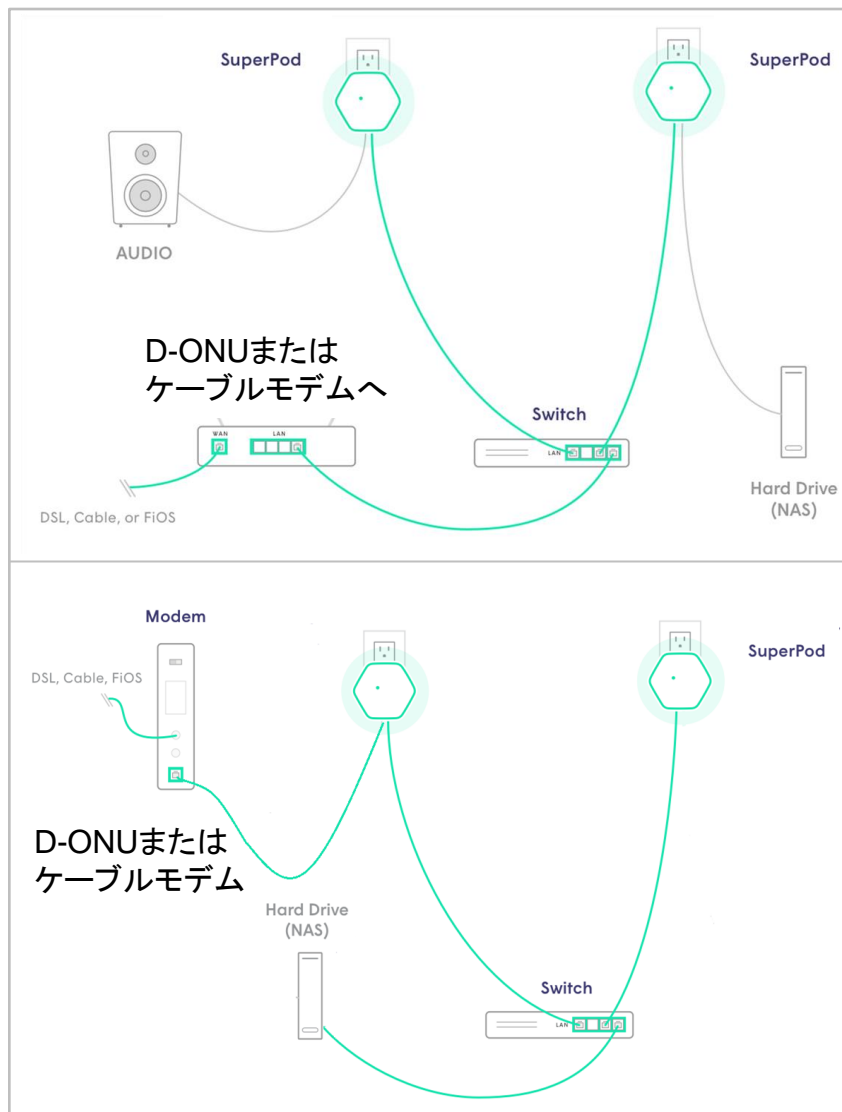 SuperPod
SuperPod
AUDIO
D-ONUまたは
ケーブルモデムへ
Switch
WAN
LAN
LAN
DSL, Cable, or FiOS
Hard Drive
(NAS)
Modem
SuperPod
DSL, Cable, FiOS
D-ONUまたは
ケーブルモデム
Hard Drive
(NAS)
Switch
LAN